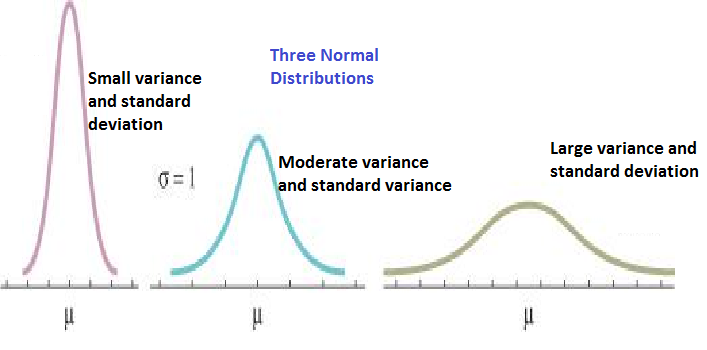 Three Normal
Distributions
Small variance
and standard
deviation
σ = 1
Moderate variance
and standard variance
Large variance and
standard deviation
μ
μ
μ